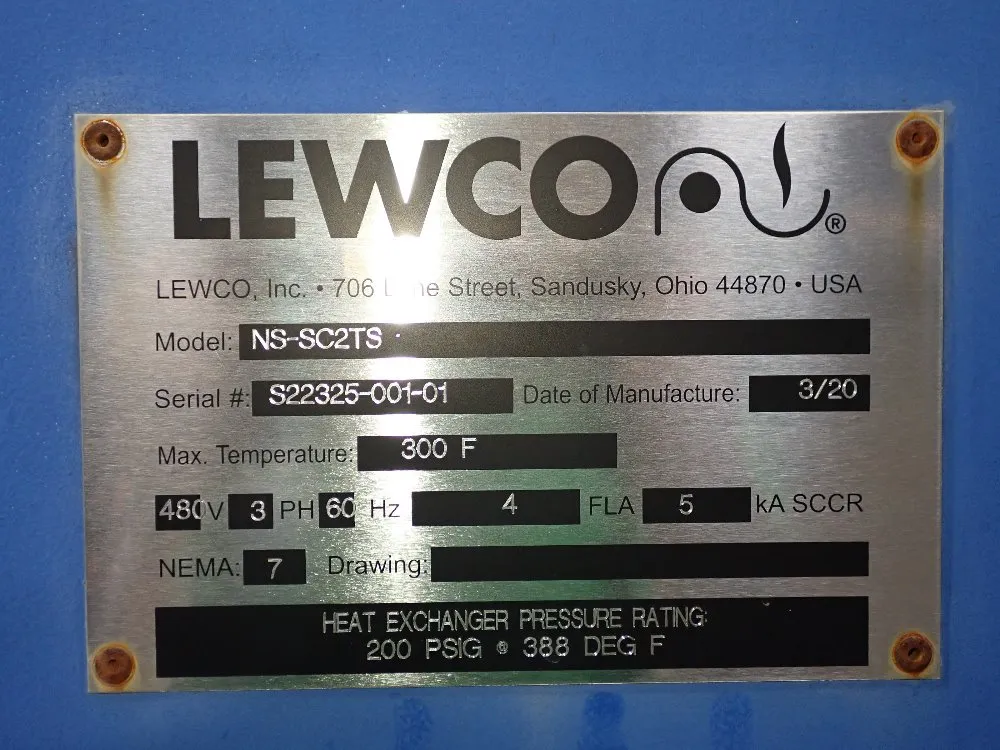 LEWCO ®
LEWCO, Inc. • 706 Street, Sandusky, Ohio 44870 • USA
Model: NS-SC2TS
Serial #: S22325-001-01 Date of Manufacture: 3/20
Max. Temperature: 300 F
480V 3 PH 60 Hz 4 FLA 5 kA SCCR
NEMA: 7 Drawing:
HEAT EXCHANGER PRESSURE RATING:
200 PSIG @ 388 DEG F